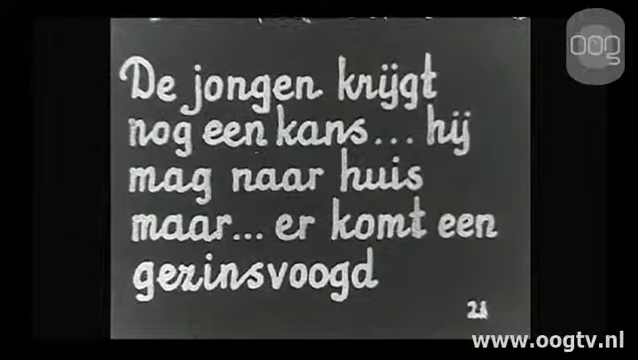 oog
De jongen krijgt
nog een kans... hij
mag naar huis
maar... er komt een
gezinsvoogd
www.oogtv.nl